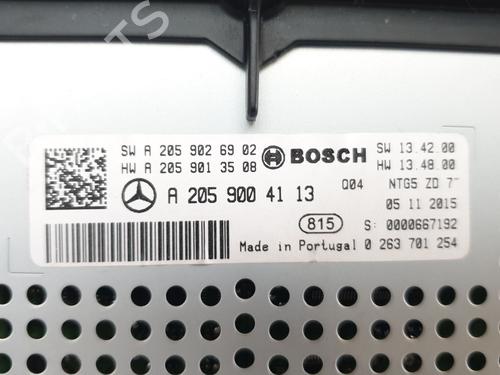 SW A 205 902 69 02 BOSCH SW 13.42.00
HW A 205 901 35 08 HW 13.48.00
A 205 900 41 13 Q04 NTG5 ZD 7"
05 11 2015
815 S: 0000667192
Made in Portugal 0 263 701 254